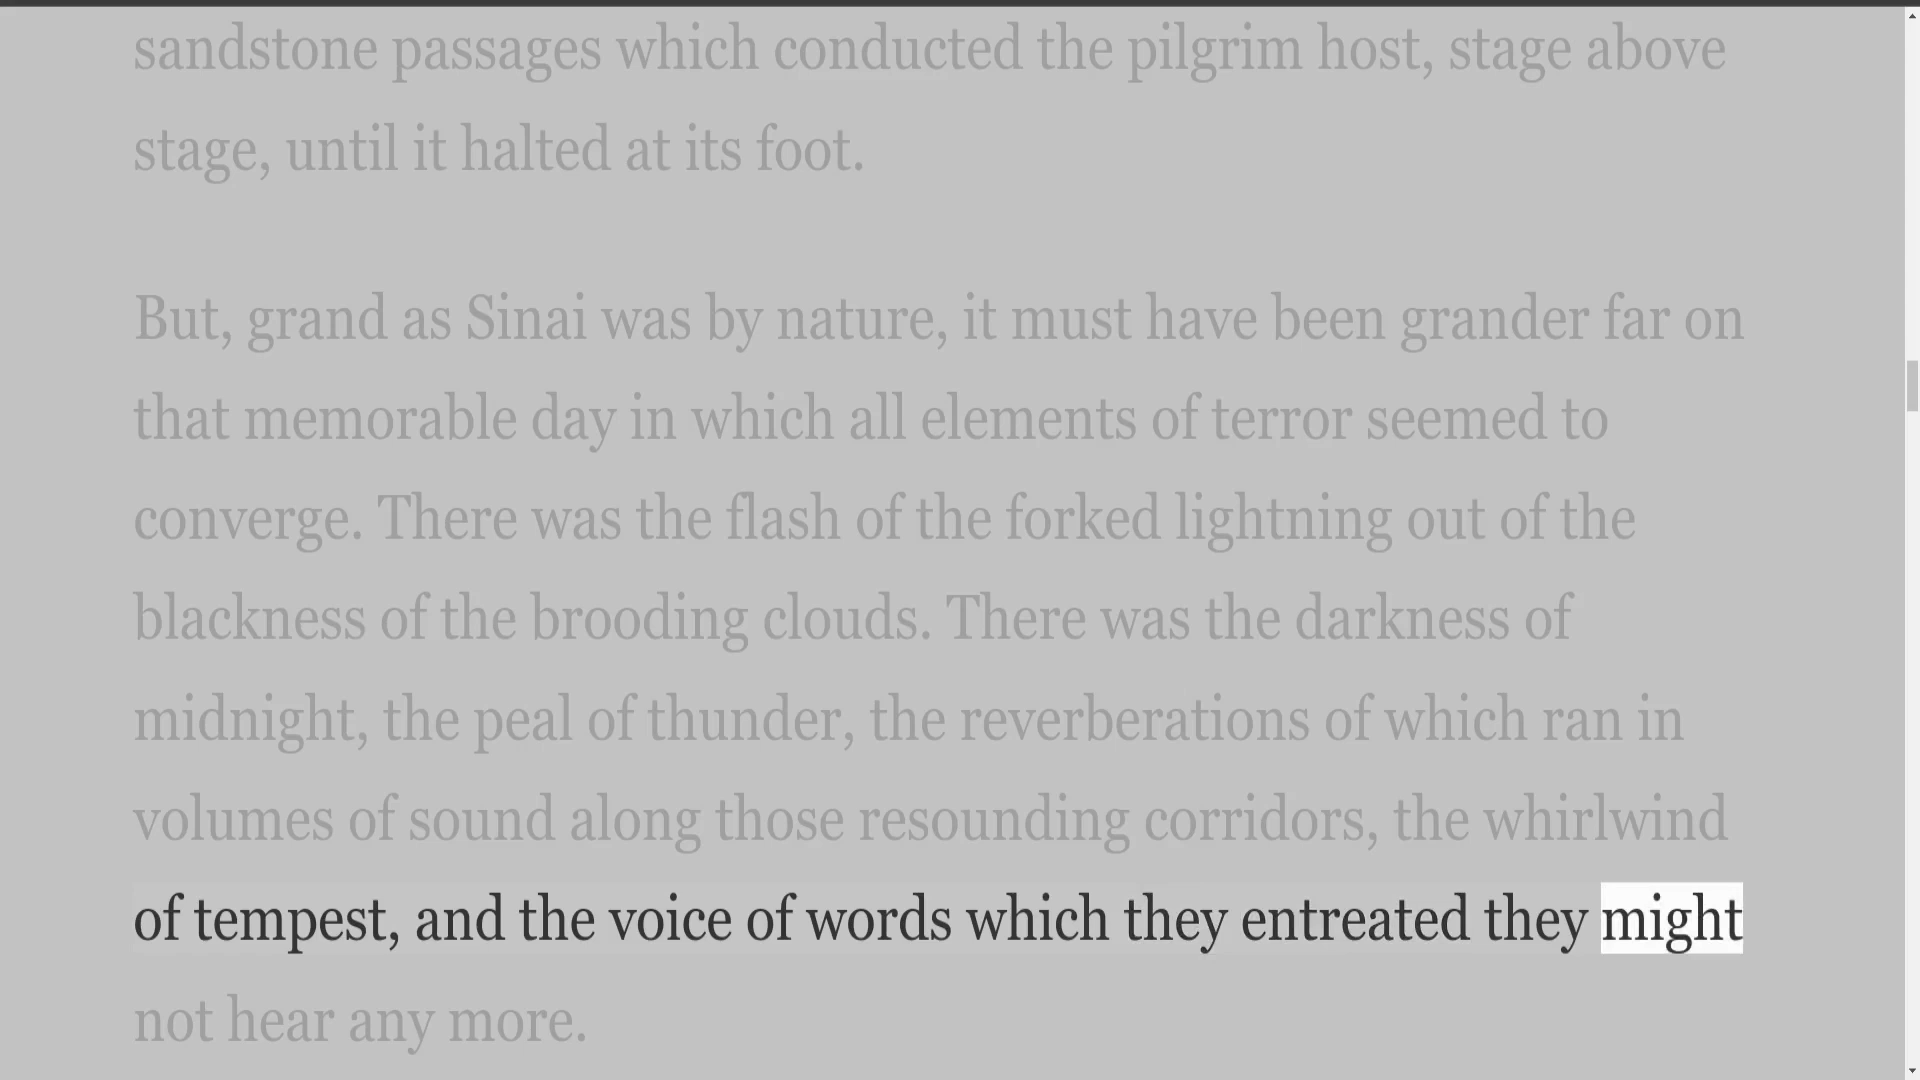 sandstone passages which conducted the pilgrim host, stage above
stage, until it halted at its foot.
But, grand as Sinai was by nature, it must have been grander far on
that memorable day in which all elements of terror seemed to
converge. There was the flash of the forked lightning out of the
blackness of the brooding clouds. There was the darkness of
midnight, the peal of thunder, the reverberations of which ran in
volumes of sound along those resounding corridors, the whirlwind
of tempest, and the voice of words which they entreated they might
not hear any more.